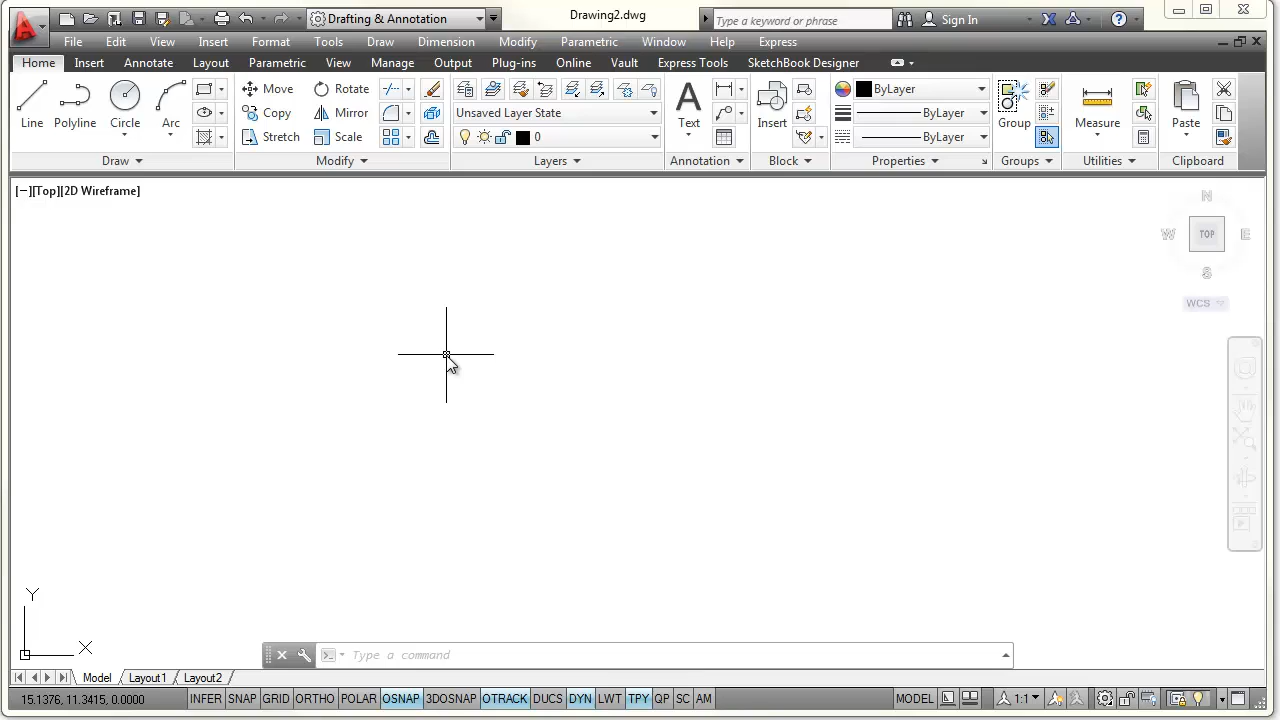 Drafting & Annotation
Drawing2.dwg
Type a keyword or phrase
Sign In
File Edit View Insert Format Tools Draw Dimension Modify Parametric Window Help Express
Home Insert Annotate Layout Parametric View Manage Output Plug-ins Online Vault Express Tools SketchBook Designer
Line Polyline Circle Arc
Draw
Move Rotate
Copy Mirror
Stretch Scale
Modify
Unsaved Layer State
0
Layers
Text
Annotation
Insert
Block
ByLayer
ByLayer
ByLayer
Properties
Group
Groups
Measure
Utilities
Paste
Clipboard
[−][Top][2D Wireframe]
N
W TOP E
S
WCS
Y
X
Type a command
Model Layout1 Layout2
15.1376, 11.3415, 0.0000 INFER SNAP GRID ORTHO POLAR OSNAP 3DOSNAP OTRACK DUCS DYN LWT TPY QP SC AM MODEL 1:1